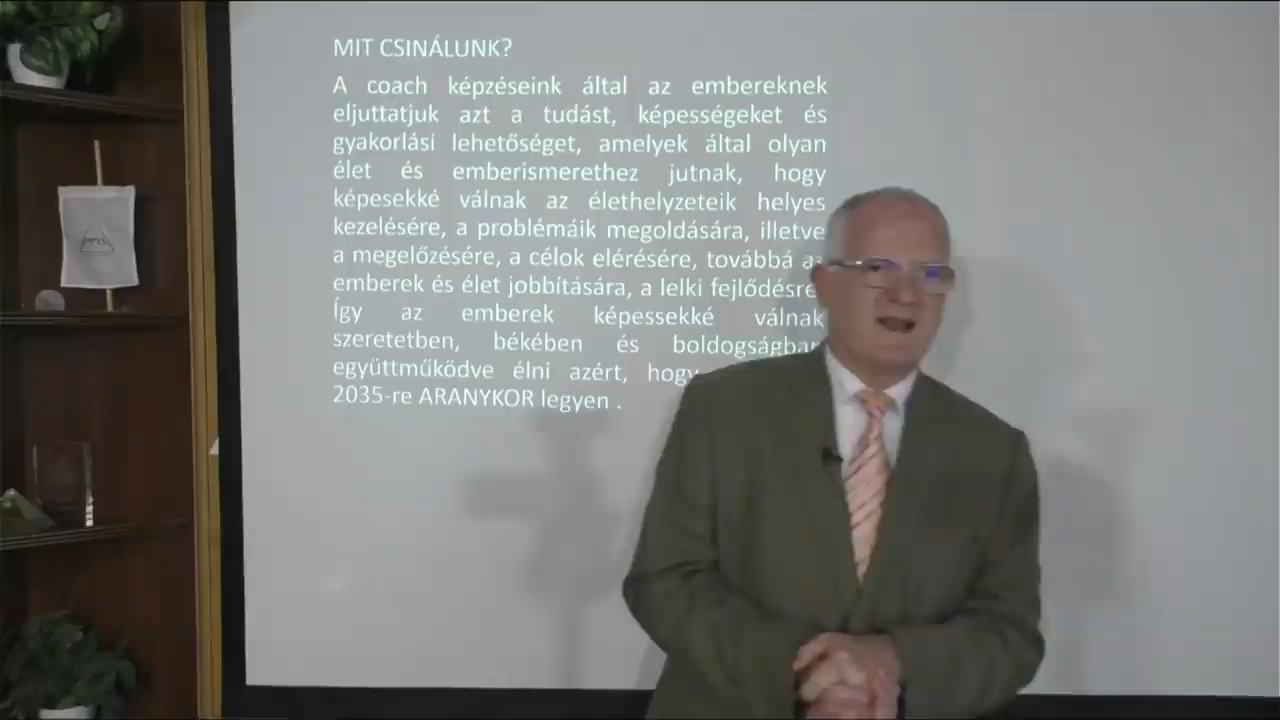 MIT CSINÁLUNK?
A coach képzéseink által az embereknek
eljuttatjuk azt a tudást, képességeket és
gyakorlási lehetőséget, amelyek által olyan
élet és emberismerethez jutnak, hogy
képesekké válnak az élethelyzeteik helyes
kezelésére, a problémáik megoldására, illetve
a megelőzésére, a célok elérésére, továbbá az
emberek és élet jobbítására, a lelki fejlődésre
Így az emberek képessekké válnak
szeretetben, békében és boldogságban
együttműködve élni azért, hogy
2035-re ARANYKOR legyen .